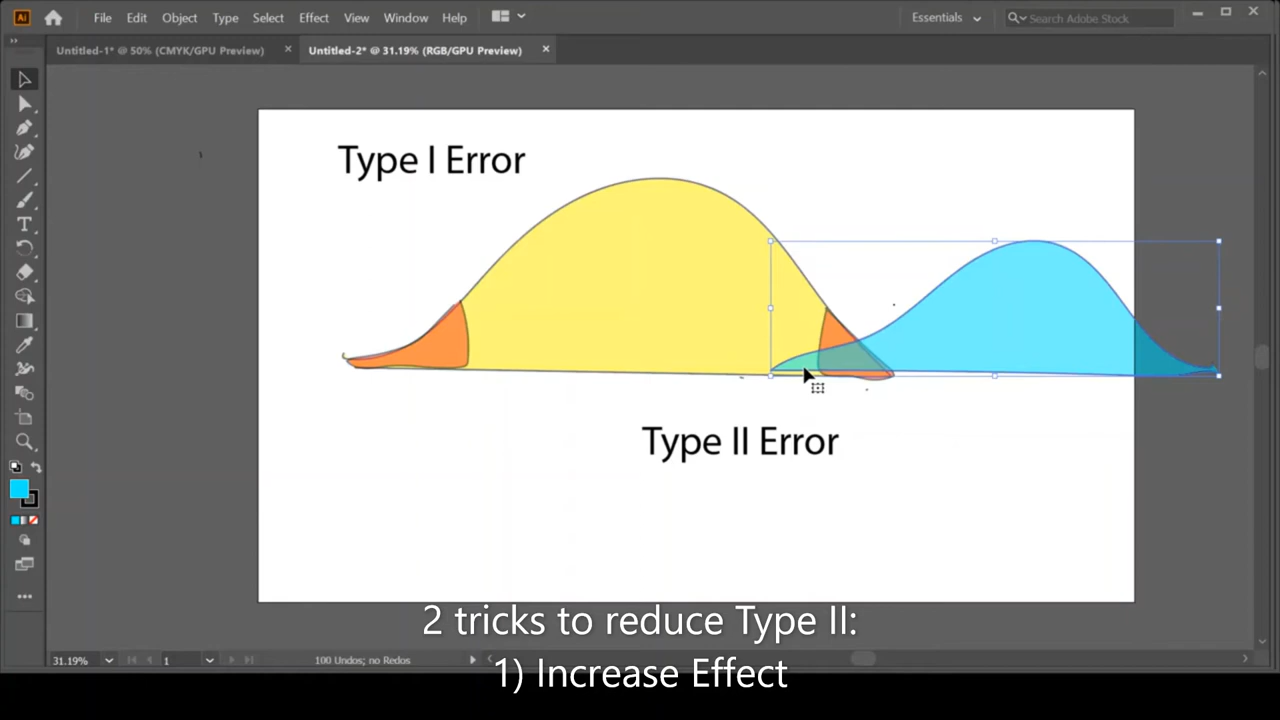 Ai File Edit Object Type Select Effect View Window Help Essentials Search Adobe Stock
Untitled-1* @ 50% (CMYK/GPU Preview) Untitled-2* @ 31.19% (RGB/GPU Preview)
Type I Error
Type II Error
2 tricks to reduce Type II:
31.19% 1 100 Undos; no Redos
1) Increase Effect